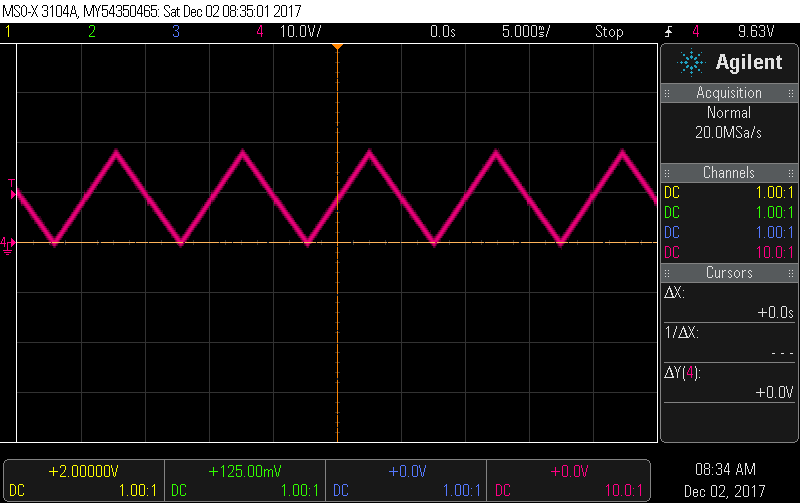 MSO-X 3104A, MY54350465: Sat Dec 02 08:35:01 2017
1 2 3 4 10.0V/ 0.0s 5.000ms/ Stop 4 9.63V
Agilent
Acquisition
Normal
20.0MSa/s
Channels
DC 1.00:1
DC 1.00:1
DC 1.00:1
DC 10.0:1
Cursors
ΔX:
+0.0s
1/ΔX:
---
ΔY(4):
+0.0V
T
4
+2.00000V +125.00mV +0.0V +0.0V
DC 1.00:1 DC 1.00:1 DC 1.00:1 DC 10.0:1
08:34 AM
Dec 02, 2017